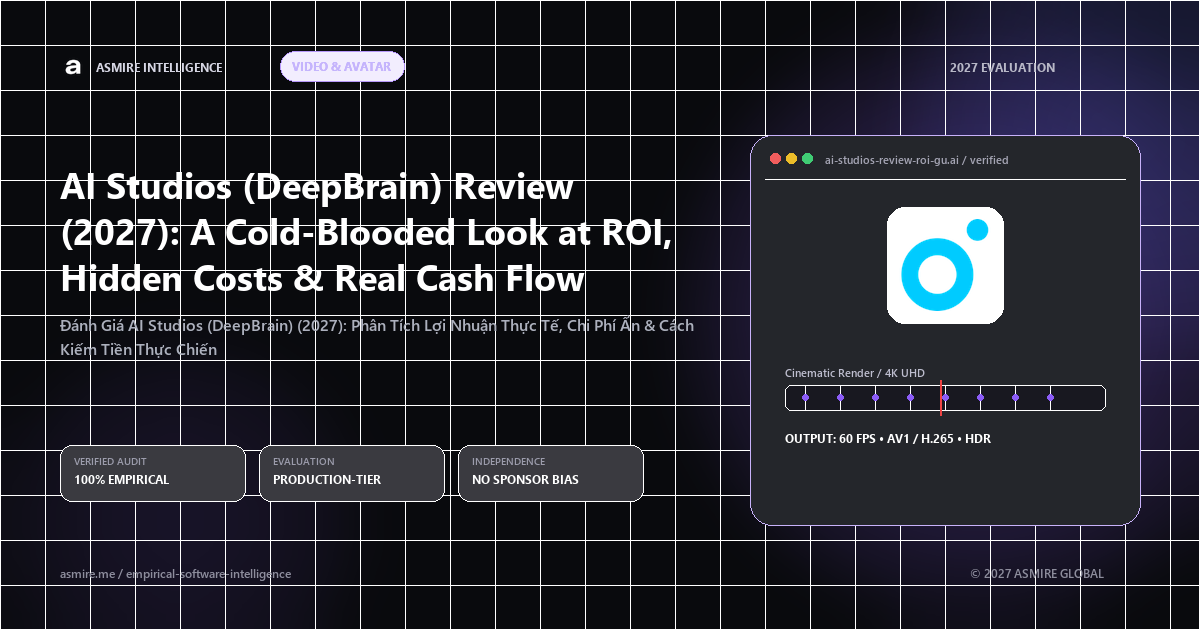 a ASMIRE INTELLIGENCE
VIDEO & AVATAR
2027 EVALUATION
AI Studios (DeepBrain) Review
(2027): A Cold-Blooded Look at ROI,
Hidden Costs & Real Cash Flow
Đánh Giá AI Studios (DeepBrain) (2027): Phân Tích Lợi Nhuận Thực Tế, Chi Phí Ẩn & Cách
Kiếm Tiền Thực Chiến
VERIFIED AUDIT
100% EMPIRICAL
EVALUATION
PRODUCTION-TIER
INDEPENDENCE
NO SPONSOR BIAS
ai-studios-review-roi-gu.ai / verified
Cinematic Render / 4K UHD
OUTPUT: 60 FPS • AV1 / H.265 • HDR
asmire.me / empirical-software-intelligence
© 2027 ASMIRE GLOBAL